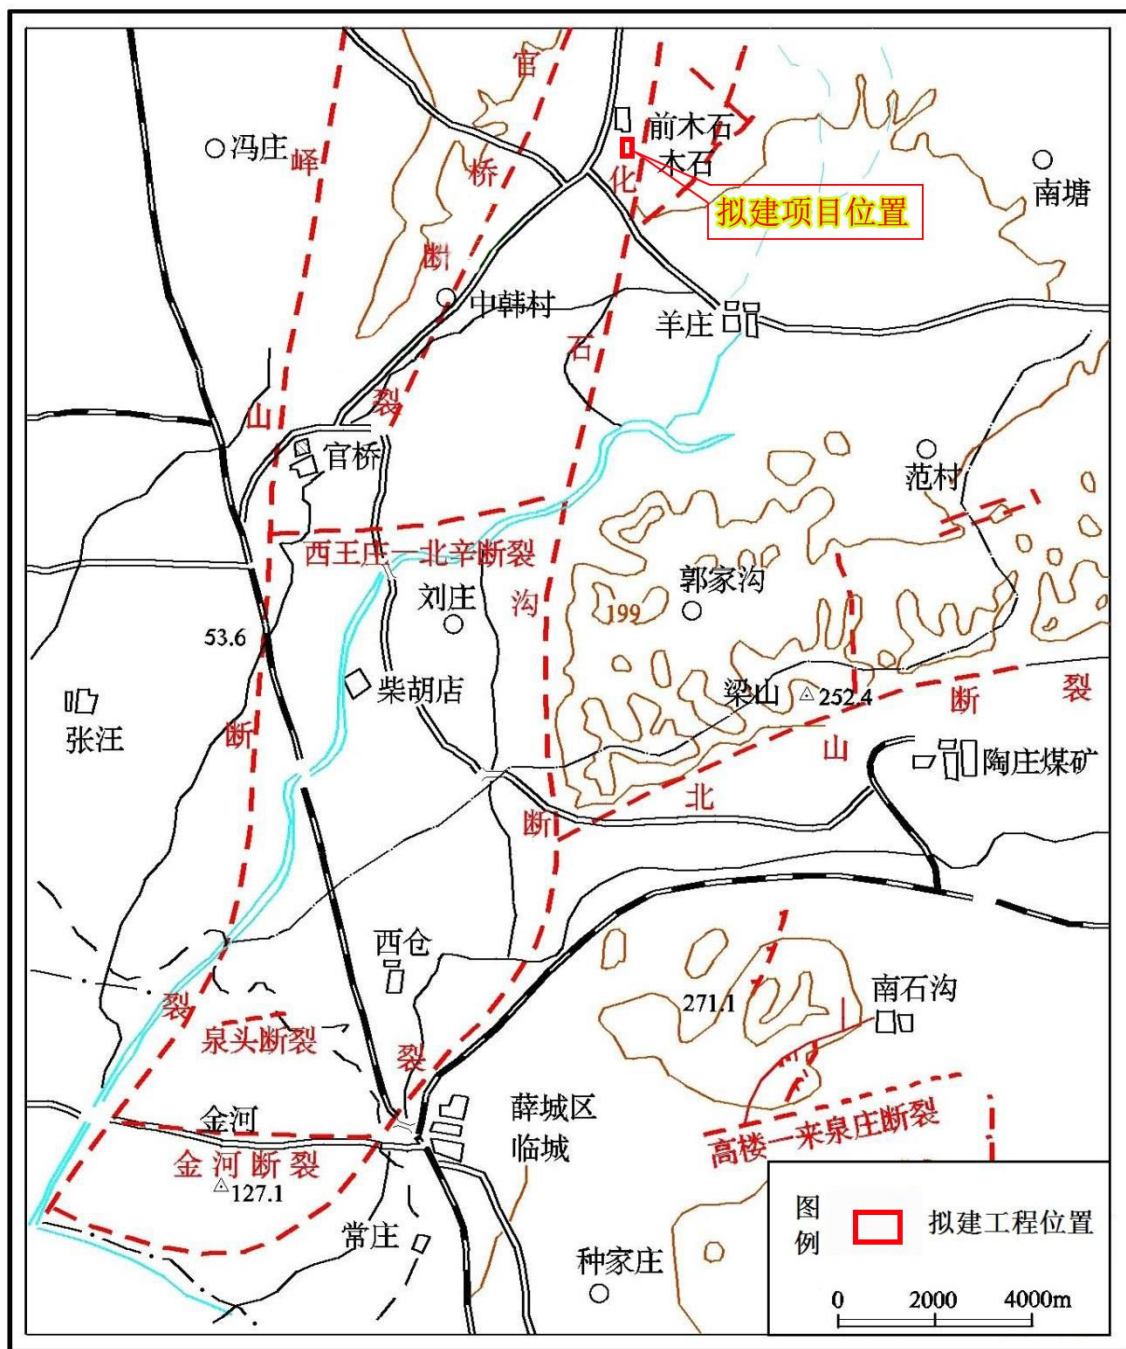 官
冯庄
峄
桥
前木石
木石
化
南塘
拟建项目位置
断
中韩村
羊庄
石
山
裂
官桥
范村
西王庄—北辛断裂
刘庄
沟
199
郭家沟
53.6
柴胡店
梁山
252.4
断
裂
张汪
断
山
陶庄煤矿
北
断
西仓
271.1
南石沟
裂
泉头断裂
裂
金河
薛城区
临城
高楼—来泉庄断裂
金河断裂
127.1
常庄
种家庄
图例
拟建工程位置
0 2000 4000m